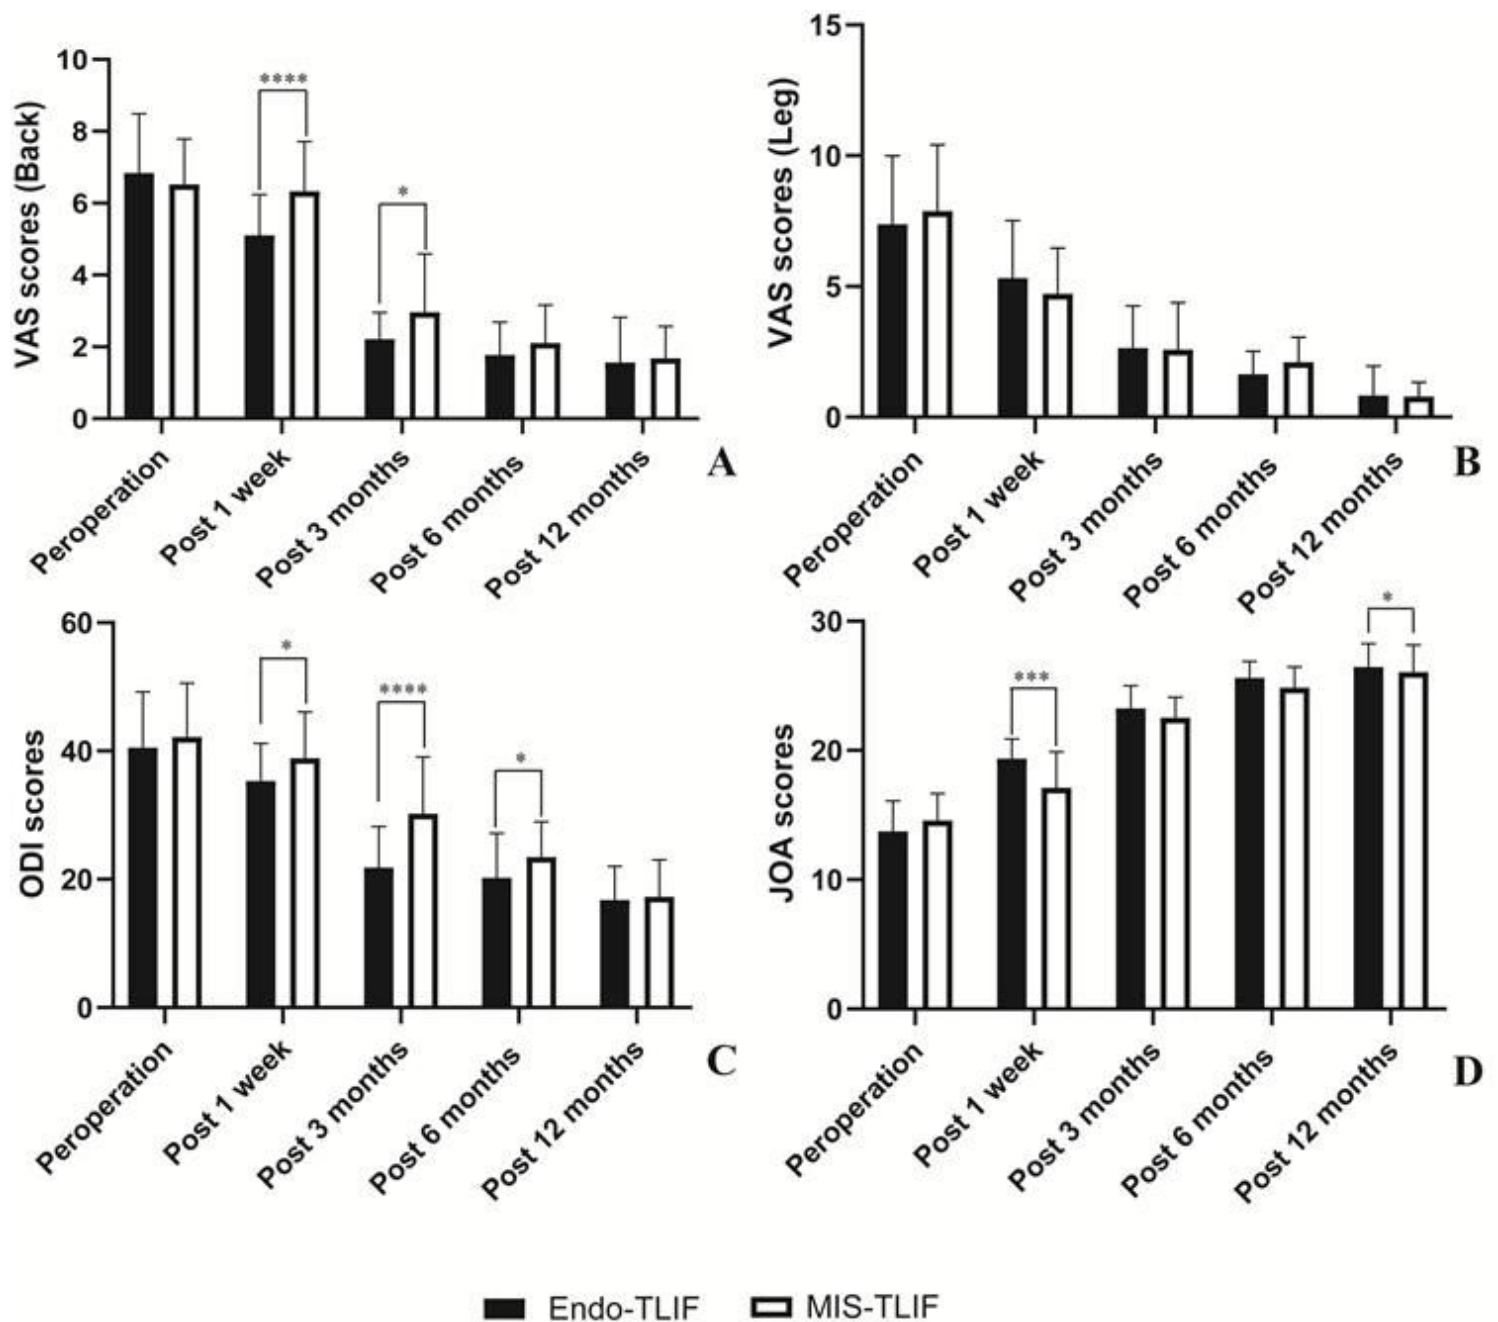 VAS scores (Back)
10
8
6
4
2
0
****
*
Peroperation
Post 1 week
Post 3 months
Post 6 months
Post 12 months
A
VAS scores (Leg)
15
10
5
0
Peroperation
Post 1 week
Post 3 months
Post 6 months
Post 12 months
B
ODI scores
60
40
20
0
*
****
*
Peroperation
Post 1 week
Post 3 months
Post 6 months
Post 12 months
C
JOA scores
30
20
10
0
***
*
Peroperation
Post 1 week
Post 3 months
Post 6 months
Post 12 months
D
Endo-TLIF
MIS-TLIF